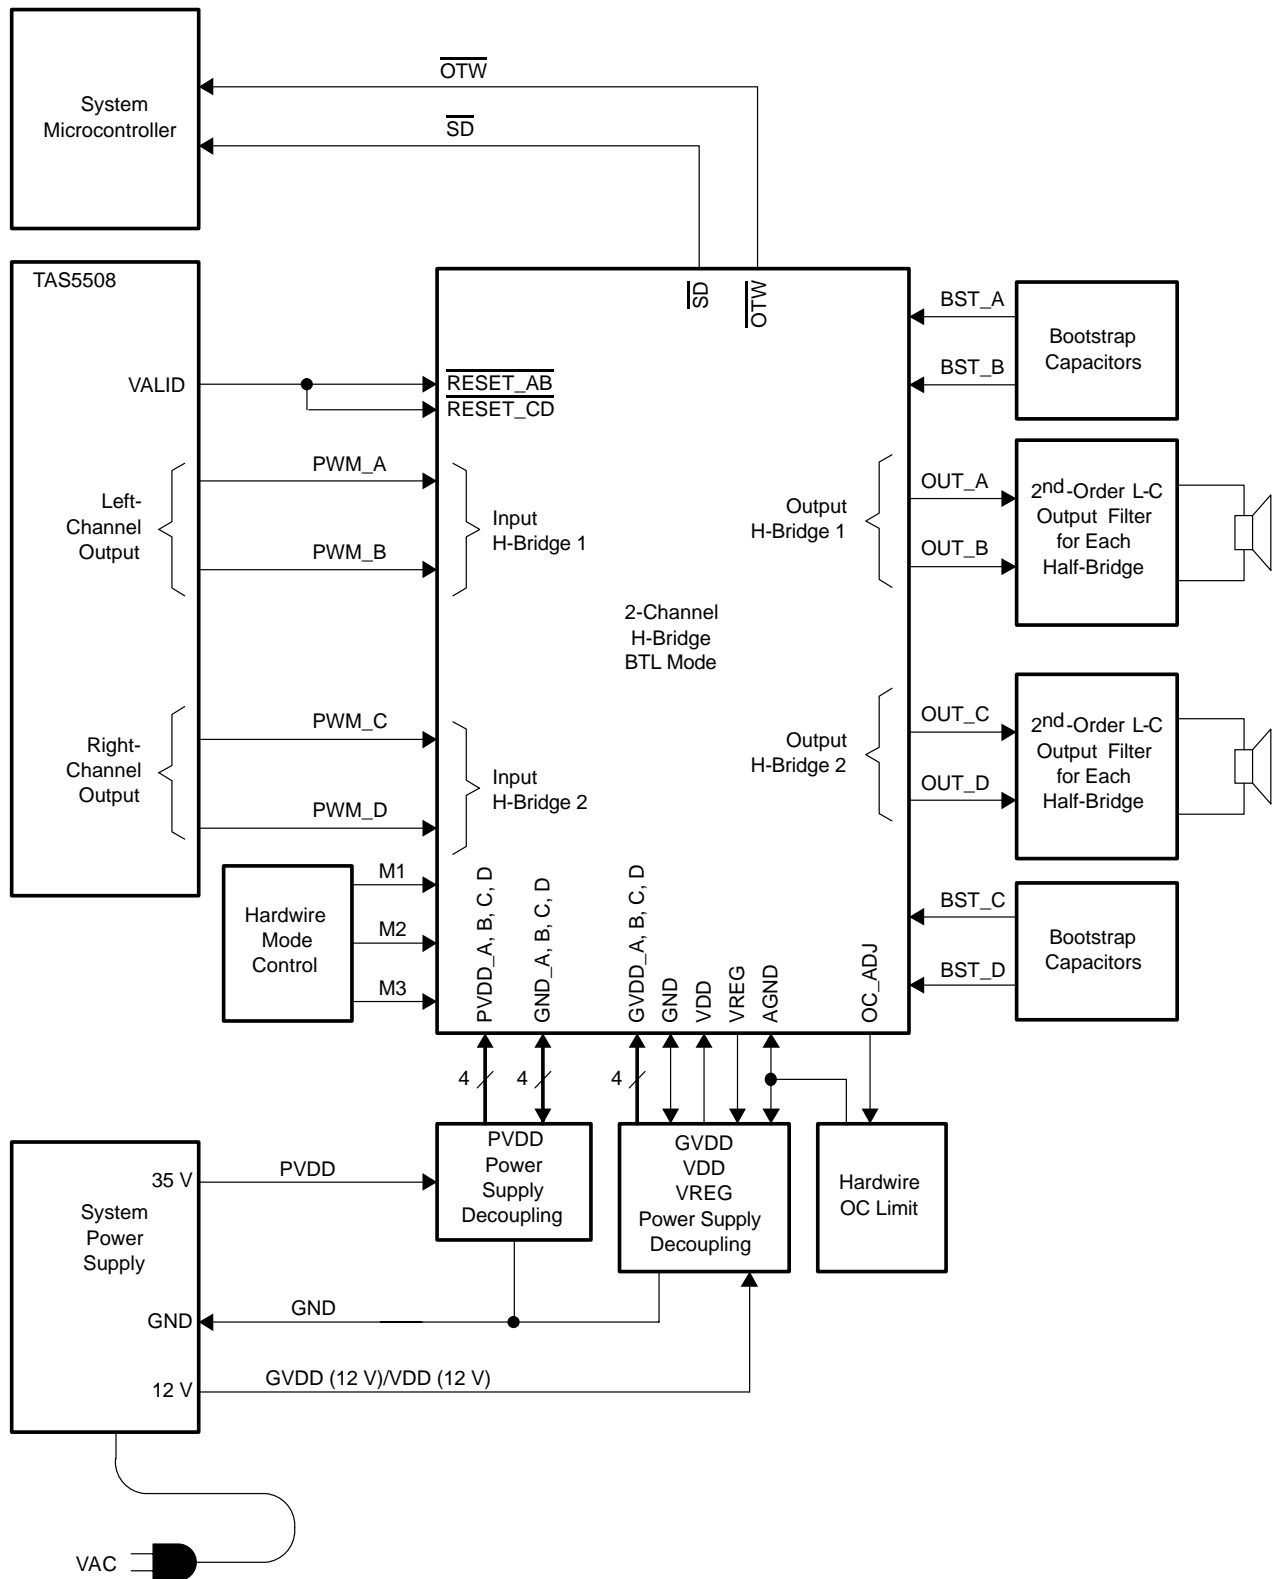 System
Microcontroller
OTW
SD
TAS5508
VALID
Left-
Channel
Output
Right-
Channel
Output
PWM_A
PWM_B
PWM_C
PWM_D
SD
OTW
RESET_AB
RESET_CD
Input
H-Bridge 1
Input
H-Bridge 2
2-Channel
H-Bridge
BTL Mode
Output
H-Bridge 1
Output
H-Bridge 2
BST_A
BST_B
Bootstrap
Capacitors
OUT_A
OUT_B
2nd-Order L-C
Output Filter
for Each
Half-Bridge
OUT_C
OUT_D
2nd-Order L-C
Output Filter
for Each
Half-Bridge
BST_C
BST_D
Bootstrap
Capacitors
Hardwire
Mode
Control
M1
M2
M3
PVDD_A, B, C, D
GND_A, B, C, D
GVDD_A, B, C, D
GND
VDD
VREG
AGND
OC_ADJ
4
4
4
PVDD
Power
Supply
Decoupling
GVDD
VDD
VREG
Power Supply
Decoupling
Hardwire
OC Limit
System
Power
Supply
35 V
PVDD
GND
GND
12 V
GVDD (12 V)/VDD (12 V)
VAC